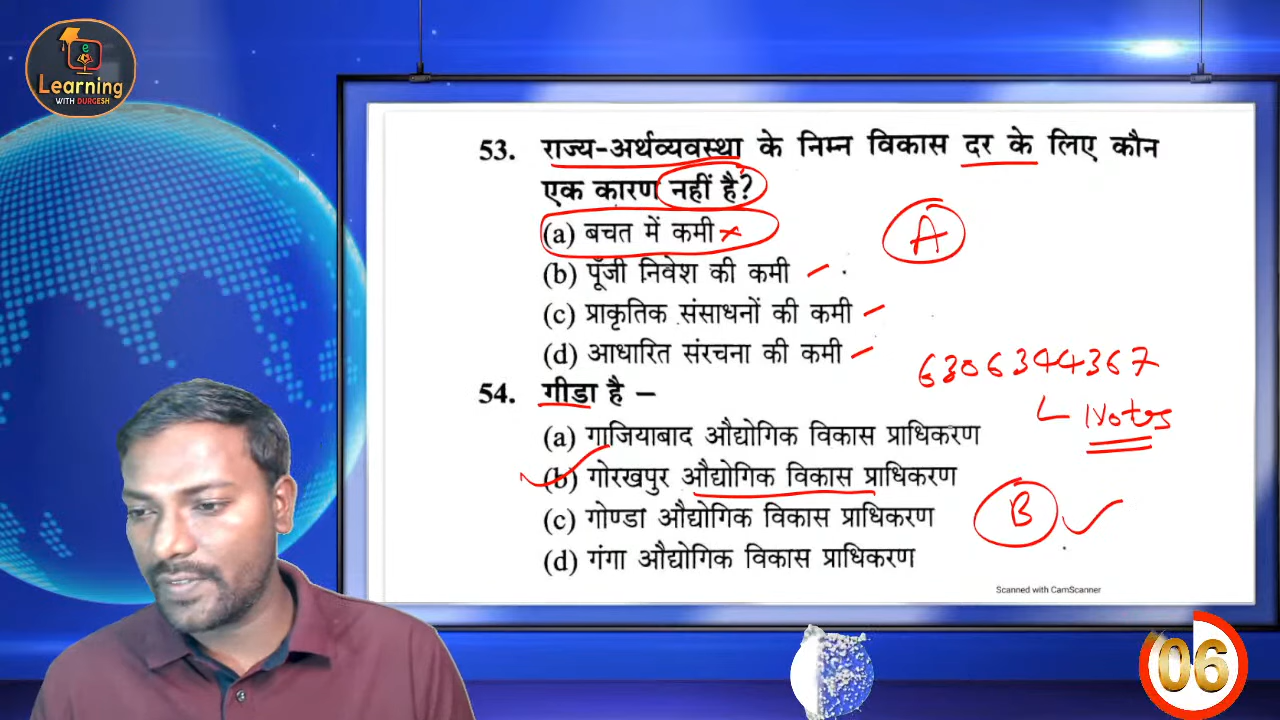 e
Learning
WITH DURGESH
53. राज्य-अर्थव्यवस्था के निम्न विकास दर के लिए कौन
एक कारण नहीं है?
(a) बचत में कमी
(b) पूँजी निवेश की कमी
(c) प्राकृतिक संसाधनों की कमी
(d) आधारित संरचना की कमी
A
6306344367
Notes
54. गीडा है –
(a) गाजियाबाद औद्योगिक विकास प्राधिकरण
(b) गोरखपुर औद्योगिक विकास प्राधिकरण
(c) गोण्डा औद्योगिक विकास प्राधिकरण
(d) गंगा औद्योगिक विकास प्राधिकरण
B
Scanned with CamScanner
06